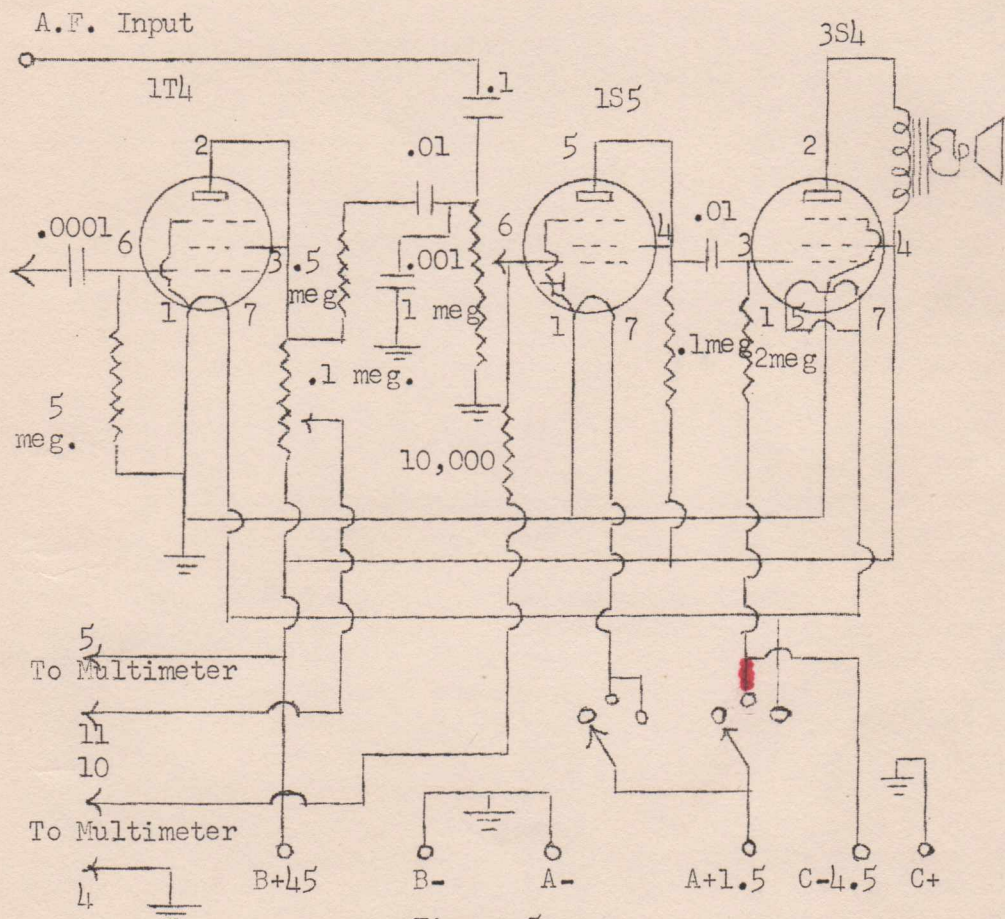 A.F. Input
3S4
1T4
.1
1S5
2
.01
5
2
.0001
6
3
.5
meg
.001
1 meg
6
4
.01
3
4
1
7
1
7
1
5
7
.1 meg.
.1meg
2meg
5
meg.
10,000
5
To Multimeter
11
10
To Multimeter
4
B+45
B-
A-
A+1.5
C-4.5
C+